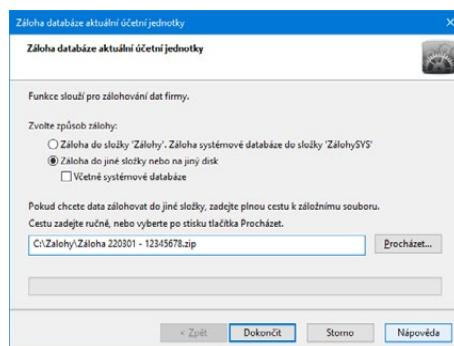 Záloha databáze aktuální účetní jednotky
Záloha databáze aktuální účetní jednotky
Funkce slouží pro zálohování dat firmy.
Zvolte způsob zálohy:
Záloha do složky 'Zálohy'. Záloha systémové databáze do složky 'ZálohySYS'
Záloha do jiné složky nebo na jiný disk
Včetně systémové databáze
Pokud chcete data zálohovat do jiné složky, zadejte plnou cestu k záložnímu souboru.
Cestu zadejte ručně, nebo vyberte po stisku tlačítka Procházet.
C:\Zalohy\Záloha 220301 - 12345678.zip
Procházet...
< Zpět
Dokončit
Storno
Nápověda